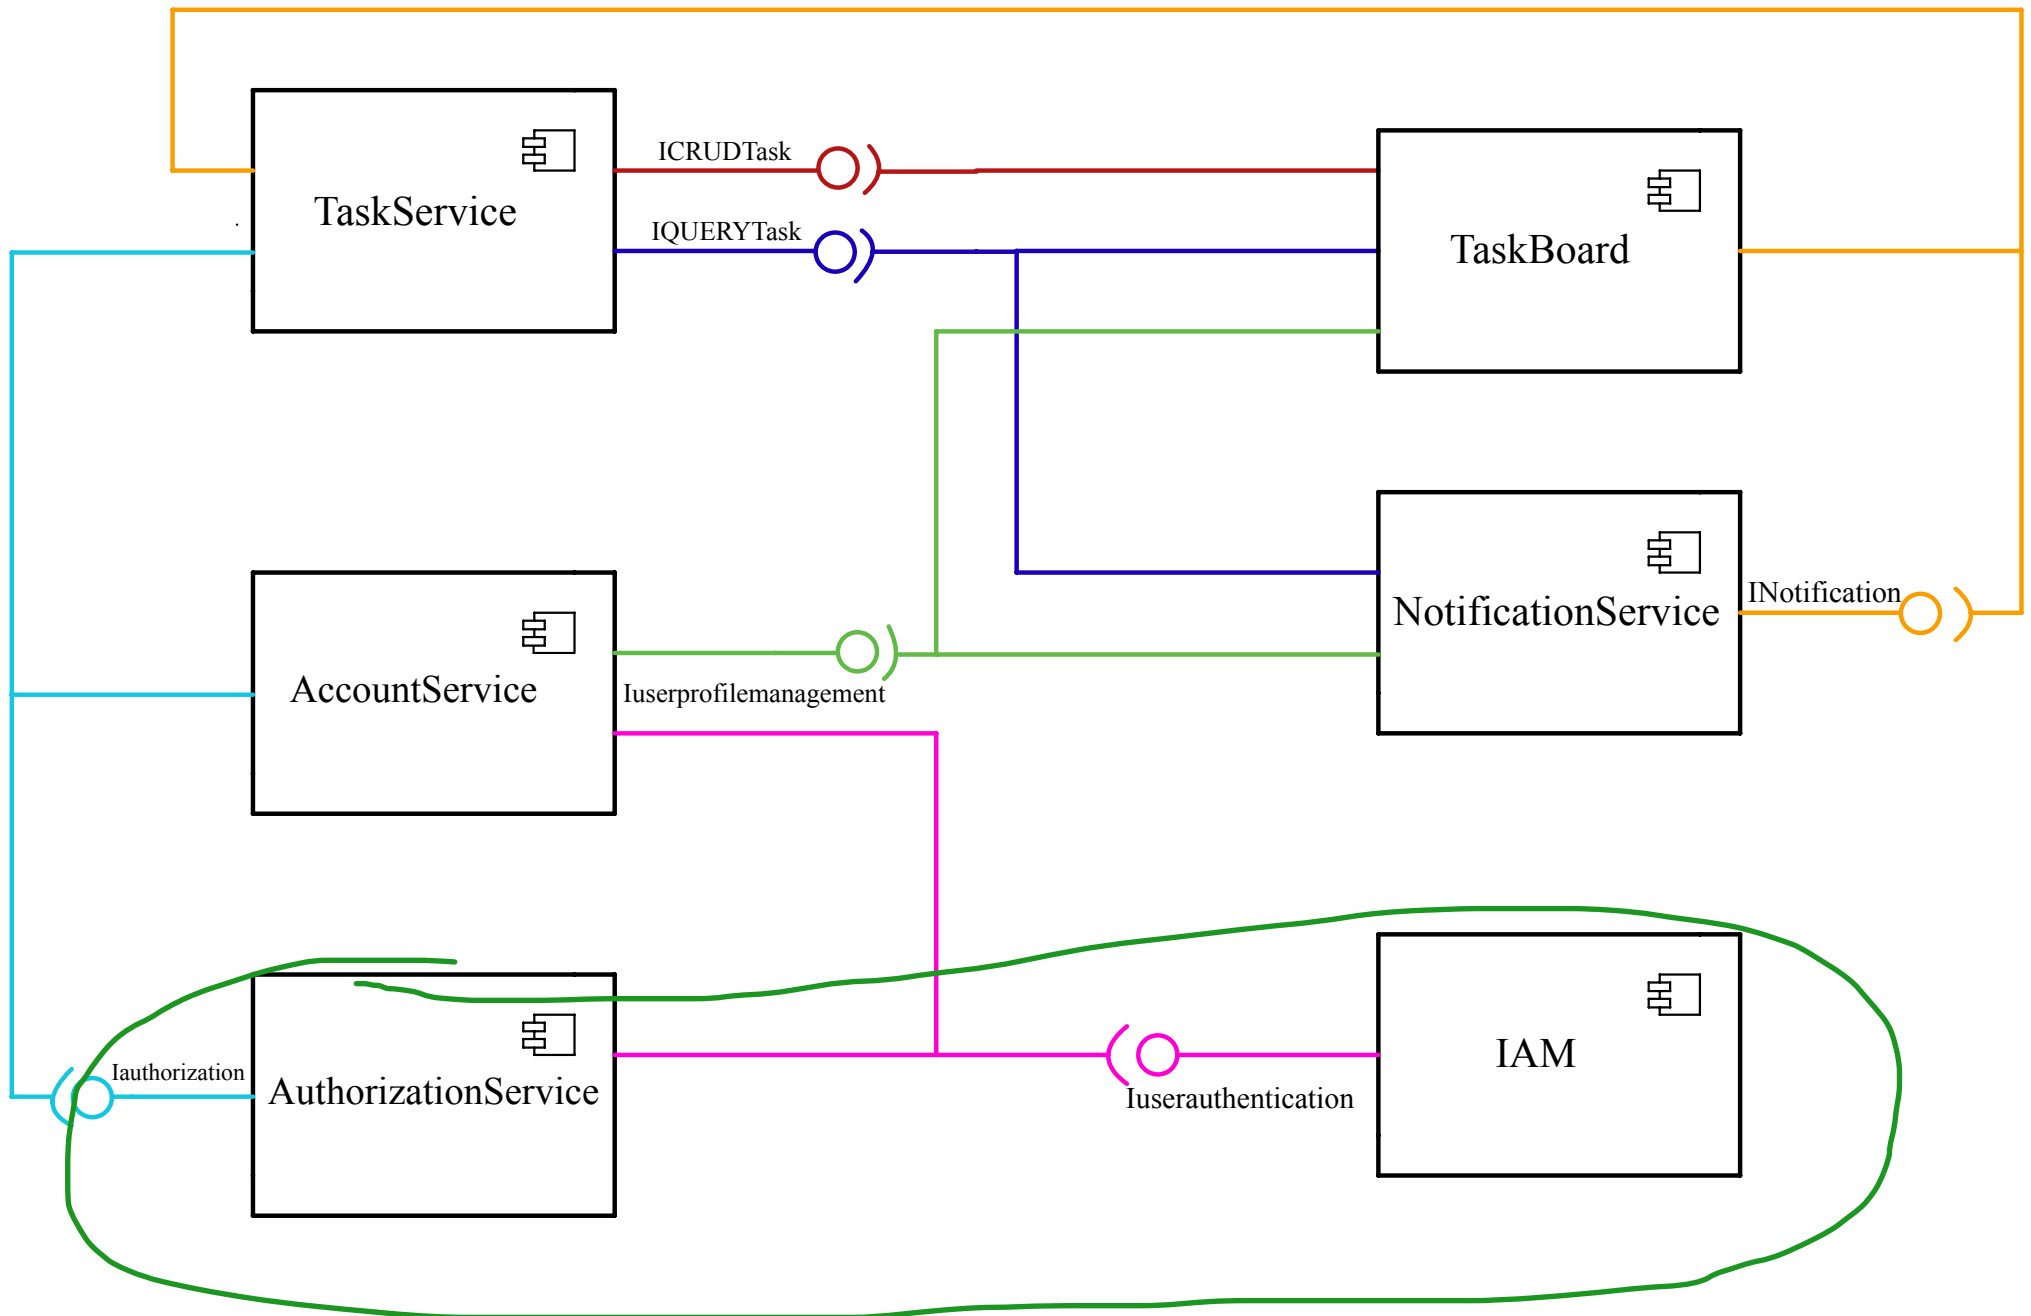 ICRUDTask
TaskService
IQUERYTask
TaskBoard
INotification
NotificationService
AccountService
Iuserprofilemanagement
Iauthorization
AuthorizationService
IAM
Iuserauthentication